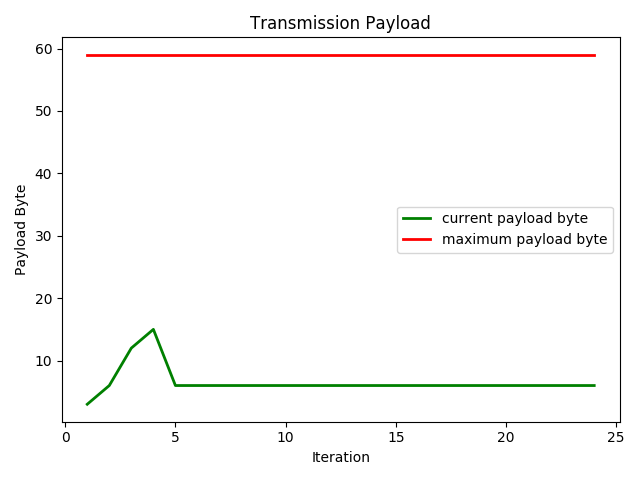 Transmission Payload
60
50
40
30
20
10
Payload Byte
current payload byte
maximum payload byte
0
5
10
15
20
25
Iteration